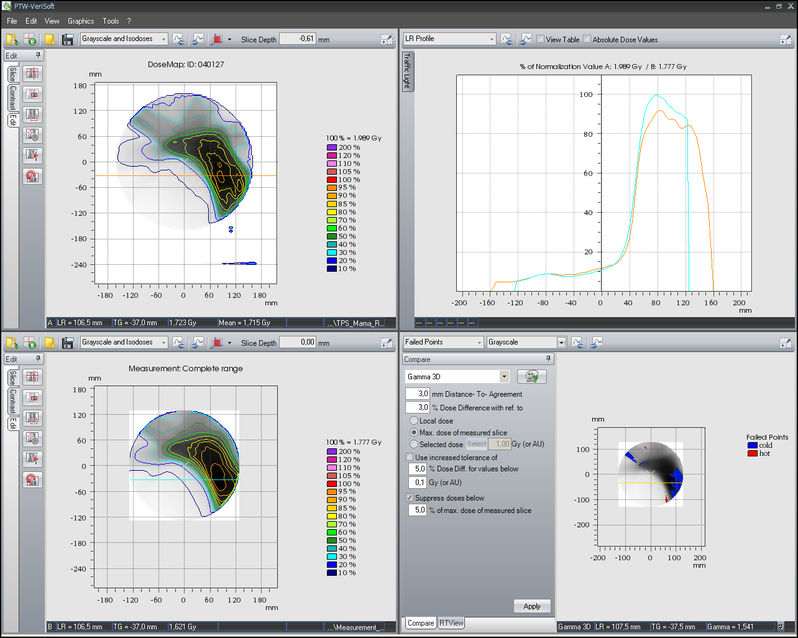 PTW-VeriSoft
File Edit View Graphics Tools ?
Grayscale and Isodoses Slice Depth -0,61 mm
Edit
Slice Contrast Edit
DoseMap; ID: 040127
mm
180
120
60
0
-60
-120
-180
-240
-180 -120 -60 0 60 120 180
mm
100 % = 1.989 Gy
200 %
120 %
110 %
105 %
100 %
95 %
90 %
85 %
80 %
70 %
60 %
50 %
40 %
30 %
20 %
10 %
A LR = 106,5 mm TG = -37,0 mm 1,723 Gy Mean = 1,715 Gy ...\TPS_Mama_R...
LR Profile View Table Absolute Dose Values
Traffic Light
% of Normalization Value A: 1.989 Gy / B: 1.777 Gy
100
80
60
40
20
-200 -160 -120 -80 -40 0 40 80 120 160 200
mm
--- --- --- --- ---
Grayscale and Isodoses Slice Depth 0,00 mm
Edit
Slice Contrast Edit
Measurement: Complete range
mm
180
120
60
0
-60
-120
-180
-240
-180 -120 -60 0 60 120 180
mm
100 % = 1.777 Gy
200 %
120 %
110 %
105 %
100 %
95 %
90 %
85 %
80 %
70 %
60 %
50 %
40 %
30 %
20 %
10 %
B LR = 106,5 mm TG = -37,0 mm 1,621 Gy ...\Measurement_...
Failed Points Grayscale
Compare
Gamma 3D
3,0 mm Distance- To- Agreement
3,0 % Dose Difference with ref. to
Local dose
Max. dose of measured slice
Selected dose Select 1,00 Gy (or AU)
Use increased tolerance of
5,0 % Dose Diff. for values below
0,1 Gy (or AU)
Suppress doses below
5,0 % of max. dose of measured slice
Apply
Compare RTView
mm
200
100
0
-100
-200
-200 -100 0 100 200
mm
Failed Points
cold
hot
Gamma 3D LR = 107,5 mm TG = -37,5 mm Gamma = 1,541